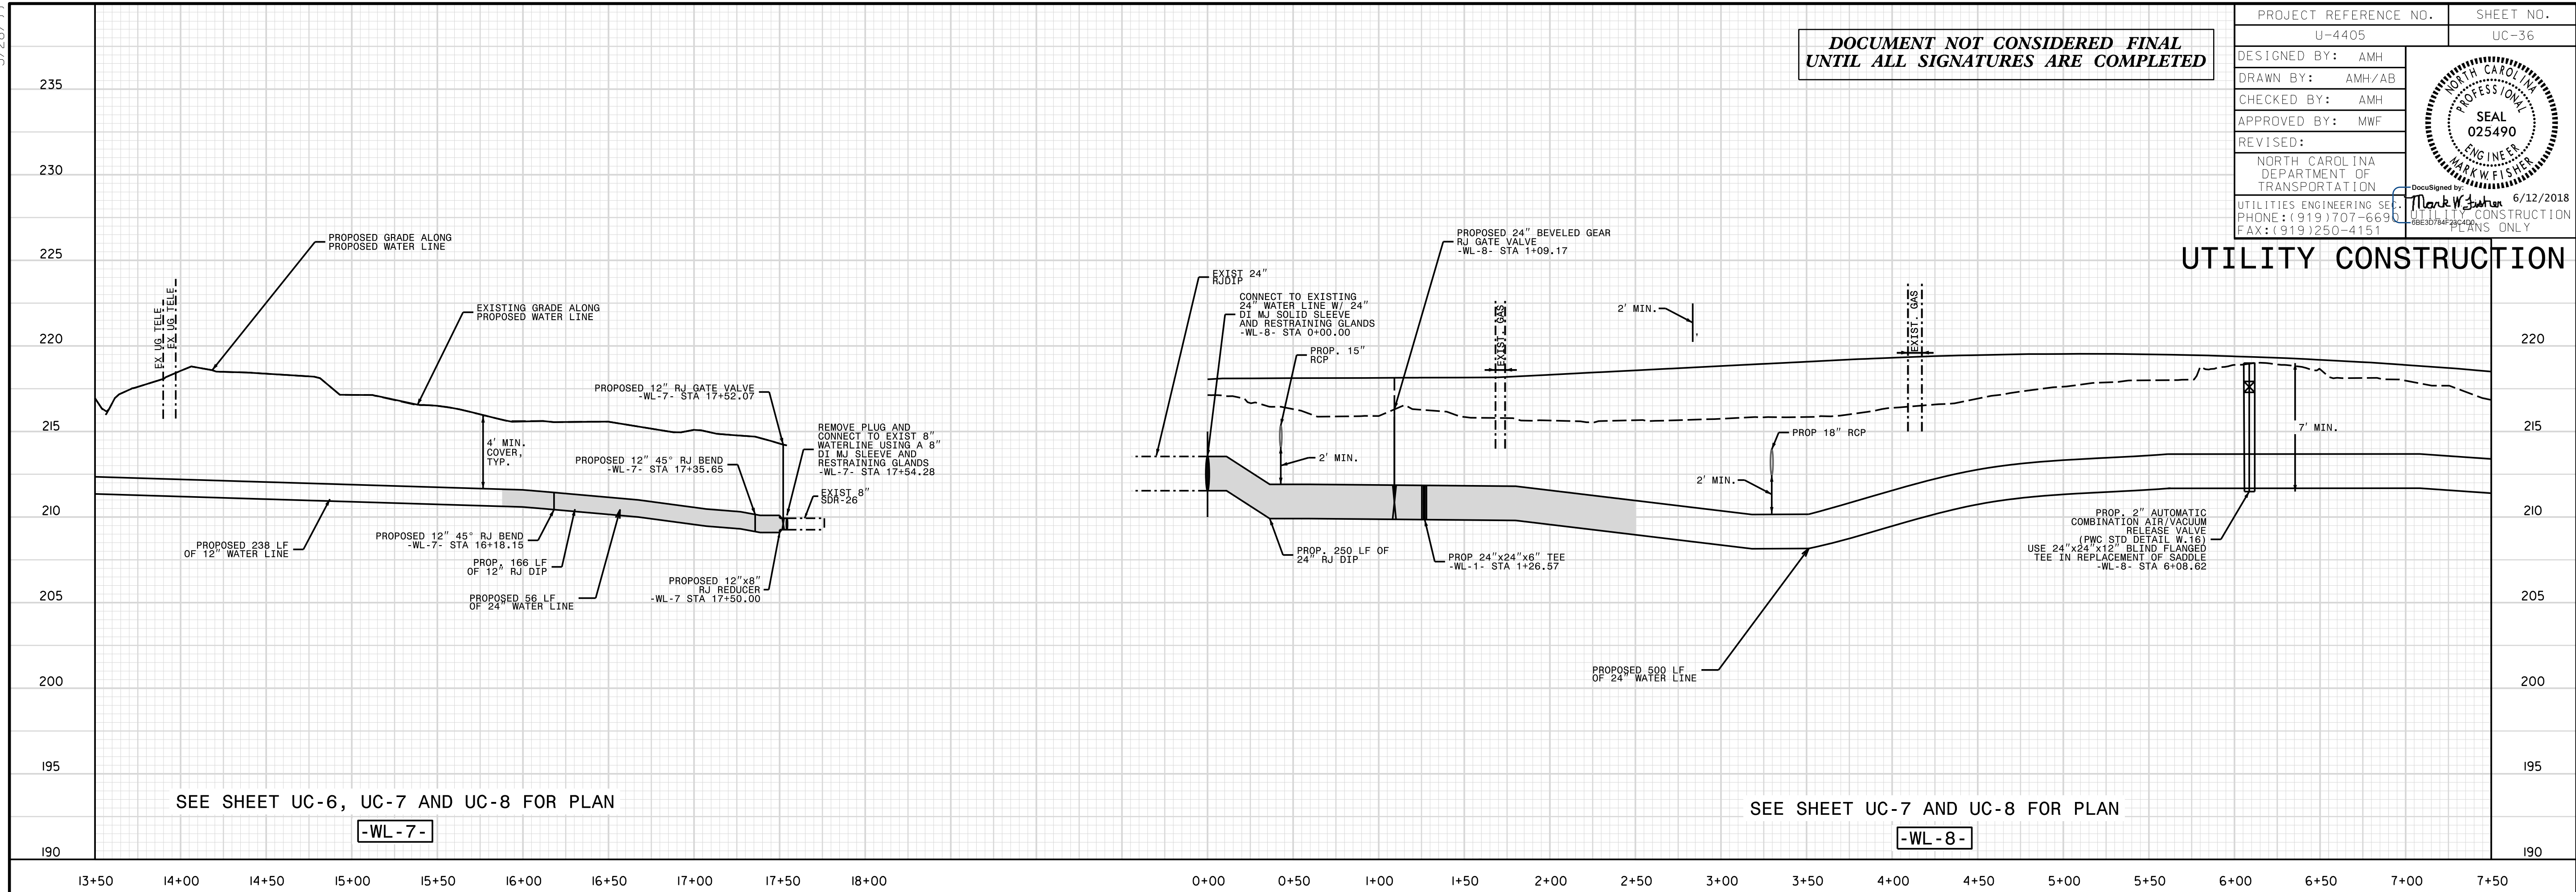 PROJECT REFERENCE NO.
SHEET NO.
U-4405
UC-36
DESIGNED BY: AMH
DRAWN BY: AMH/AB
CHECKED BY: AMH
APPROVED BY: MWF
REVISED:
NORTH CAROLINA
DEPARTMENT OF
TRANSPORTATION
UTILITIES ENGINEERING SEC.
PHONE:(919)707-6690
FAX:(919)250-4151
NORTH CAROLINA
PROFESSIONAL
SEAL
025490
ENGINEER
MARK W. FISHER
DocuSigned by:
Mark W Fisher
6/12/2018
UTILITY CONSTRUCTION
PLANS ONLY
DOCUMENT NOT CONSIDERED FINAL
UNTIL ALL SIGNATURES ARE COMPLETED
UTILITY CONSTRUCTION
235
230
225
220
215
210
205
200
195
190
EX UG TELE
EX UG TELE
PROPOSED GRADE ALONG
PROPOSED WATER LINE
EXISTING GRADE ALONG
PROPOSED WATER LINE
PROPOSED 12" RJ GATE VALVE
-WL-7- STA 17+52.07
4' MIN.
COVER,
TYP.
PROPOSED 12" 45° RJ BEND
-WL-7- STA 17+35.65
REMOVE PLUG AND
CONNECT TO EXIST 8"
WATERLINE USING A 8"
DI MJ SLEEVE AND
RESTRAINING GLANDS
-WL-7- STA 17+54.28
EXIST 8"
SDR-26
PROPOSED 238 LF
OF 12" WATER LINE
PROPOSED 12" 45° RJ BEND
-WL-7- STA 16+18.15
PROP. 166 LF
OF 12" RJ DIP
PROPOSED 56 LF
OF 24" WATER LINE
PROPOSED 12"x8"
RJ REDUCER
-WL-7 STA 17+50.00
SEE SHEET UC-6, UC-7 AND UC-8 FOR PLAN
-WL-7-
EXIST 24"
RJDIP
CONNECT TO EXISTING
24" WATER LINE W/ 24"
DI MJ SOLID SLEEVE
AND RESTRAINING GLANDS
-WL-8- STA 0+00.00
PROP. 15"
RCP
2' MIN.
PROPOSED 24" BEVELED GEAR
RJ GATE VALVE
-WL-8- STA 1+09.17
EXIST. GAS
2' MIN.
EXIST. GAS
PROP 18" RCP
2' MIN.
PROP. 250 LF OF
24" RJ DIP
PROP 24"x24"x6" TEE
-WL-1- STA 1+26.57
PROPOSED 500 LF
OF 24" WATER LINE
7' MIN.
PROP. 2" AUTOMATIC
COMBINATION AIR/VACUUM
RELEASE VALVE
(PWC STD DETAIL W.16)
USE 24"x24"x12" BLIND FLANGED
TEE IN REPLACEMENT OF SADDLE
-WL-8- STA 6+08.62
SEE SHEET UC-7 AND UC-8 FOR PLAN
-WL-8-
220
215
210
205
200
195
190
13+50 14+00 14+50 15+00 15+50 16+00 16+50 17+00 17+50 18+00 0+00 0+50 1+00 1+50 2+00 2+50 3+00 3+50 4+00 4+50 5+00 5+50 6+00 6+50 7+00 7+50